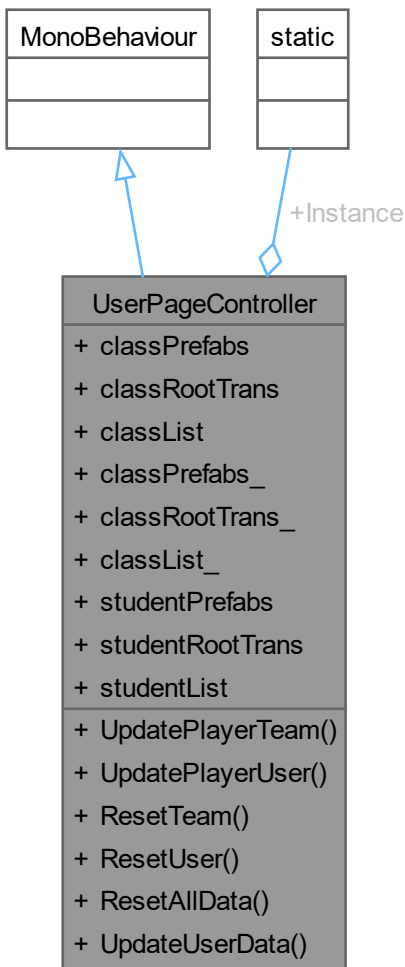 MonoBehaviour
static
+Instance
UserPageController
+ classPrefabs
+ classRootTrans
+ classList
+ classPrefabs_
+ classRootTrans_
+ classList_
+ studentPrefabs
+ studentRootTrans
+ studentList
+ UpdatePlayerTeam()
+ UpdatePlayerUser()
+ ResetTeam()
+ ResetUser()
+ ResetAllData()
+ UpdateUserData()